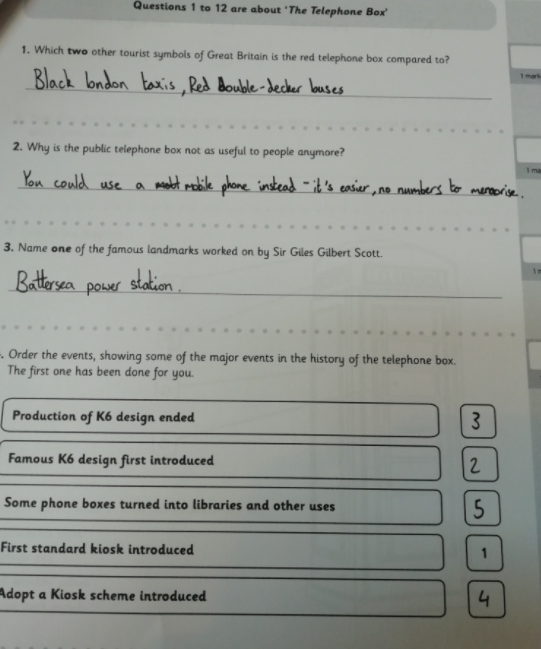 Questions 1 to 12 are about 'The Telephone Box'
1. Which two other tourist symbols of Great Britain is the red telephone box compared to?
Black london taxis, Red Double-decker buses
1 mark
2. Why is the public telephone box not as useful to people anymore?
You could use a mobile phone instead - it's easier, no numbers to memorise.
1 ma
3. Name one of the famous landmarks worked on by Sir Giles Gilbert Scott.
Battersea power station.
. Order the events, showing some of the major events in the history of the telephone box.
The first one has been done for you.
Production of K6 design ended 3
Famous K6 design first introduced 2
Some phone boxes turned into libraries and other uses 5
First standard kiosk introduced 1
Adopt a Kiosk scheme introduced 4